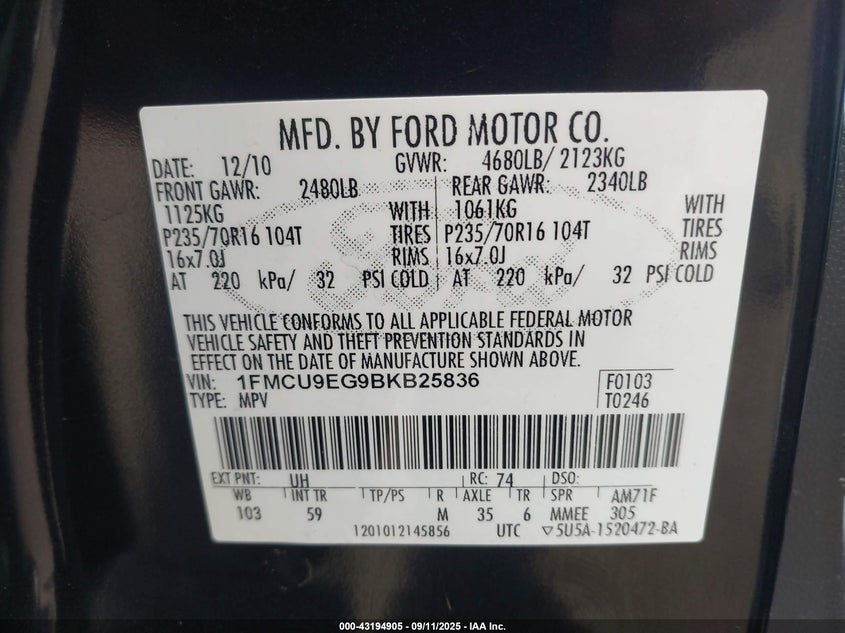 MFD. BY FORD MOTOR CO.
DATE: 12/10 GVWR: 4680LB/ 2123KG
FRONT GAWR: 2480LB REAR GAWR: 2340LB
1125KG WITH 1061KG WITH
P235/70R16 104T TIRES P235/70R16 104T TIRES
16x7.0J RIMS 16x7.0J RIMS
AT 220 kPa/ 32 PSI COLD AT 220 kPa/ 32 PSI COLD
THIS VEHICLE CONFORMS TO ALL APPLICABLE FEDERAL MOTOR
VEHICLE SAFETY AND THEFT PREVENTION STANDARDS IN
EFFECT ON THE DATE OF MANUFACTURE SHOWN ABOVE.
VIN: 1FMCU9EG9BKB25836 F0103
TYPE: MPV T0246
EXT PNT: UH RC: 74 DSO:
WB INT TR TP/PS R AXLE TR SPR AM71F
103 59 M 35 6 MMEE 305
1201012145856 UTC ▽5U5A-1520472-BA
000-43194905 - 09/11/2025 - IAA Inc.